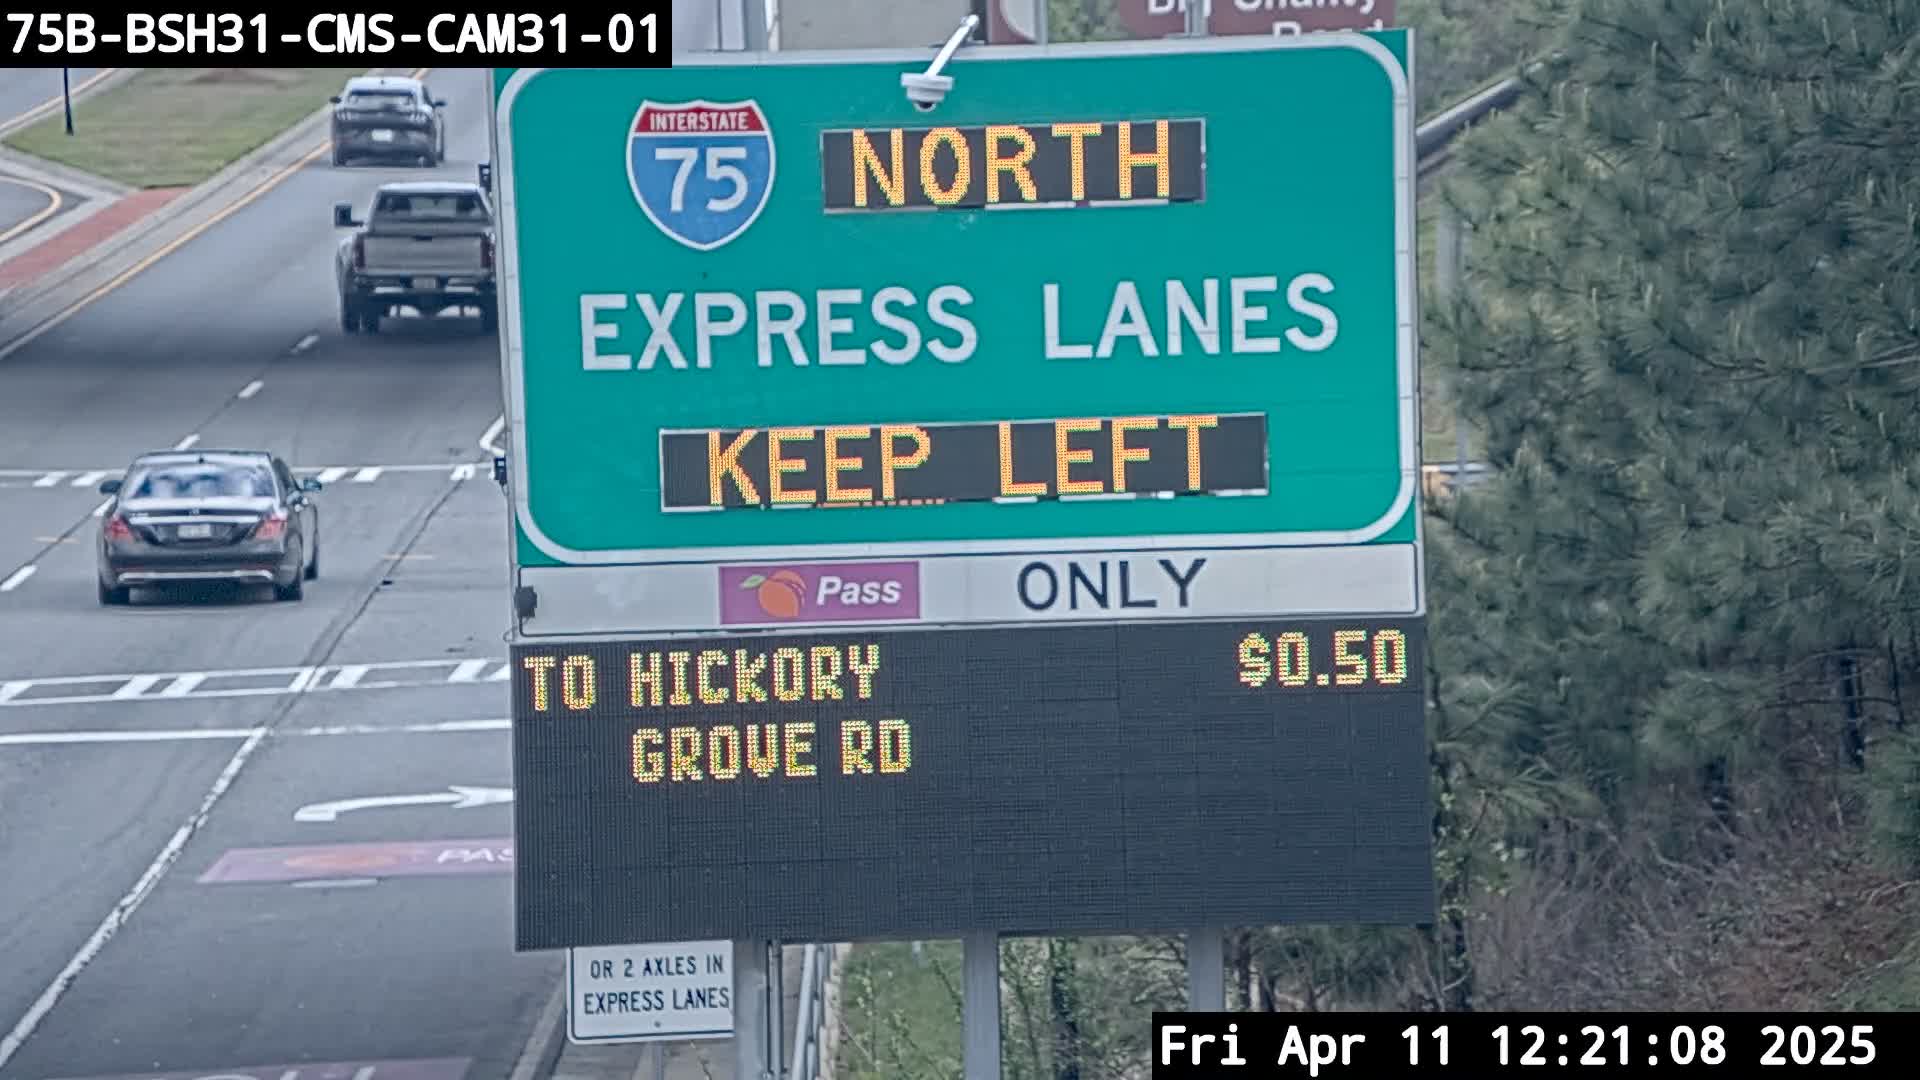 75B-BSH31-CMS-CAM31-01
INTERSTATE
75
NORTH
EXPRESS LANES
KEEP LEFT
Pass ONLY
TO HICKORY $0.50
GROVE RD
OR 2 AXLES IN
EXPRESS LANES
Fri Apr 11 12:21:08 2025